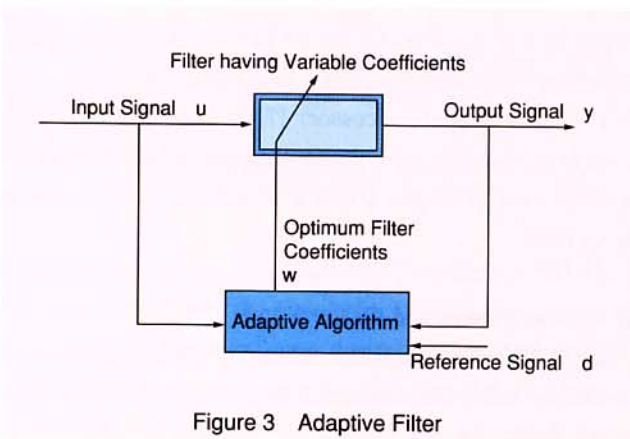 Filter having Variable Coefficients
Input Signal u
Output Signal y
Optimum Filter
Coefficients
w
Adaptive Algorithm
Reference Signal d
Figure 3 Adaptive Filter